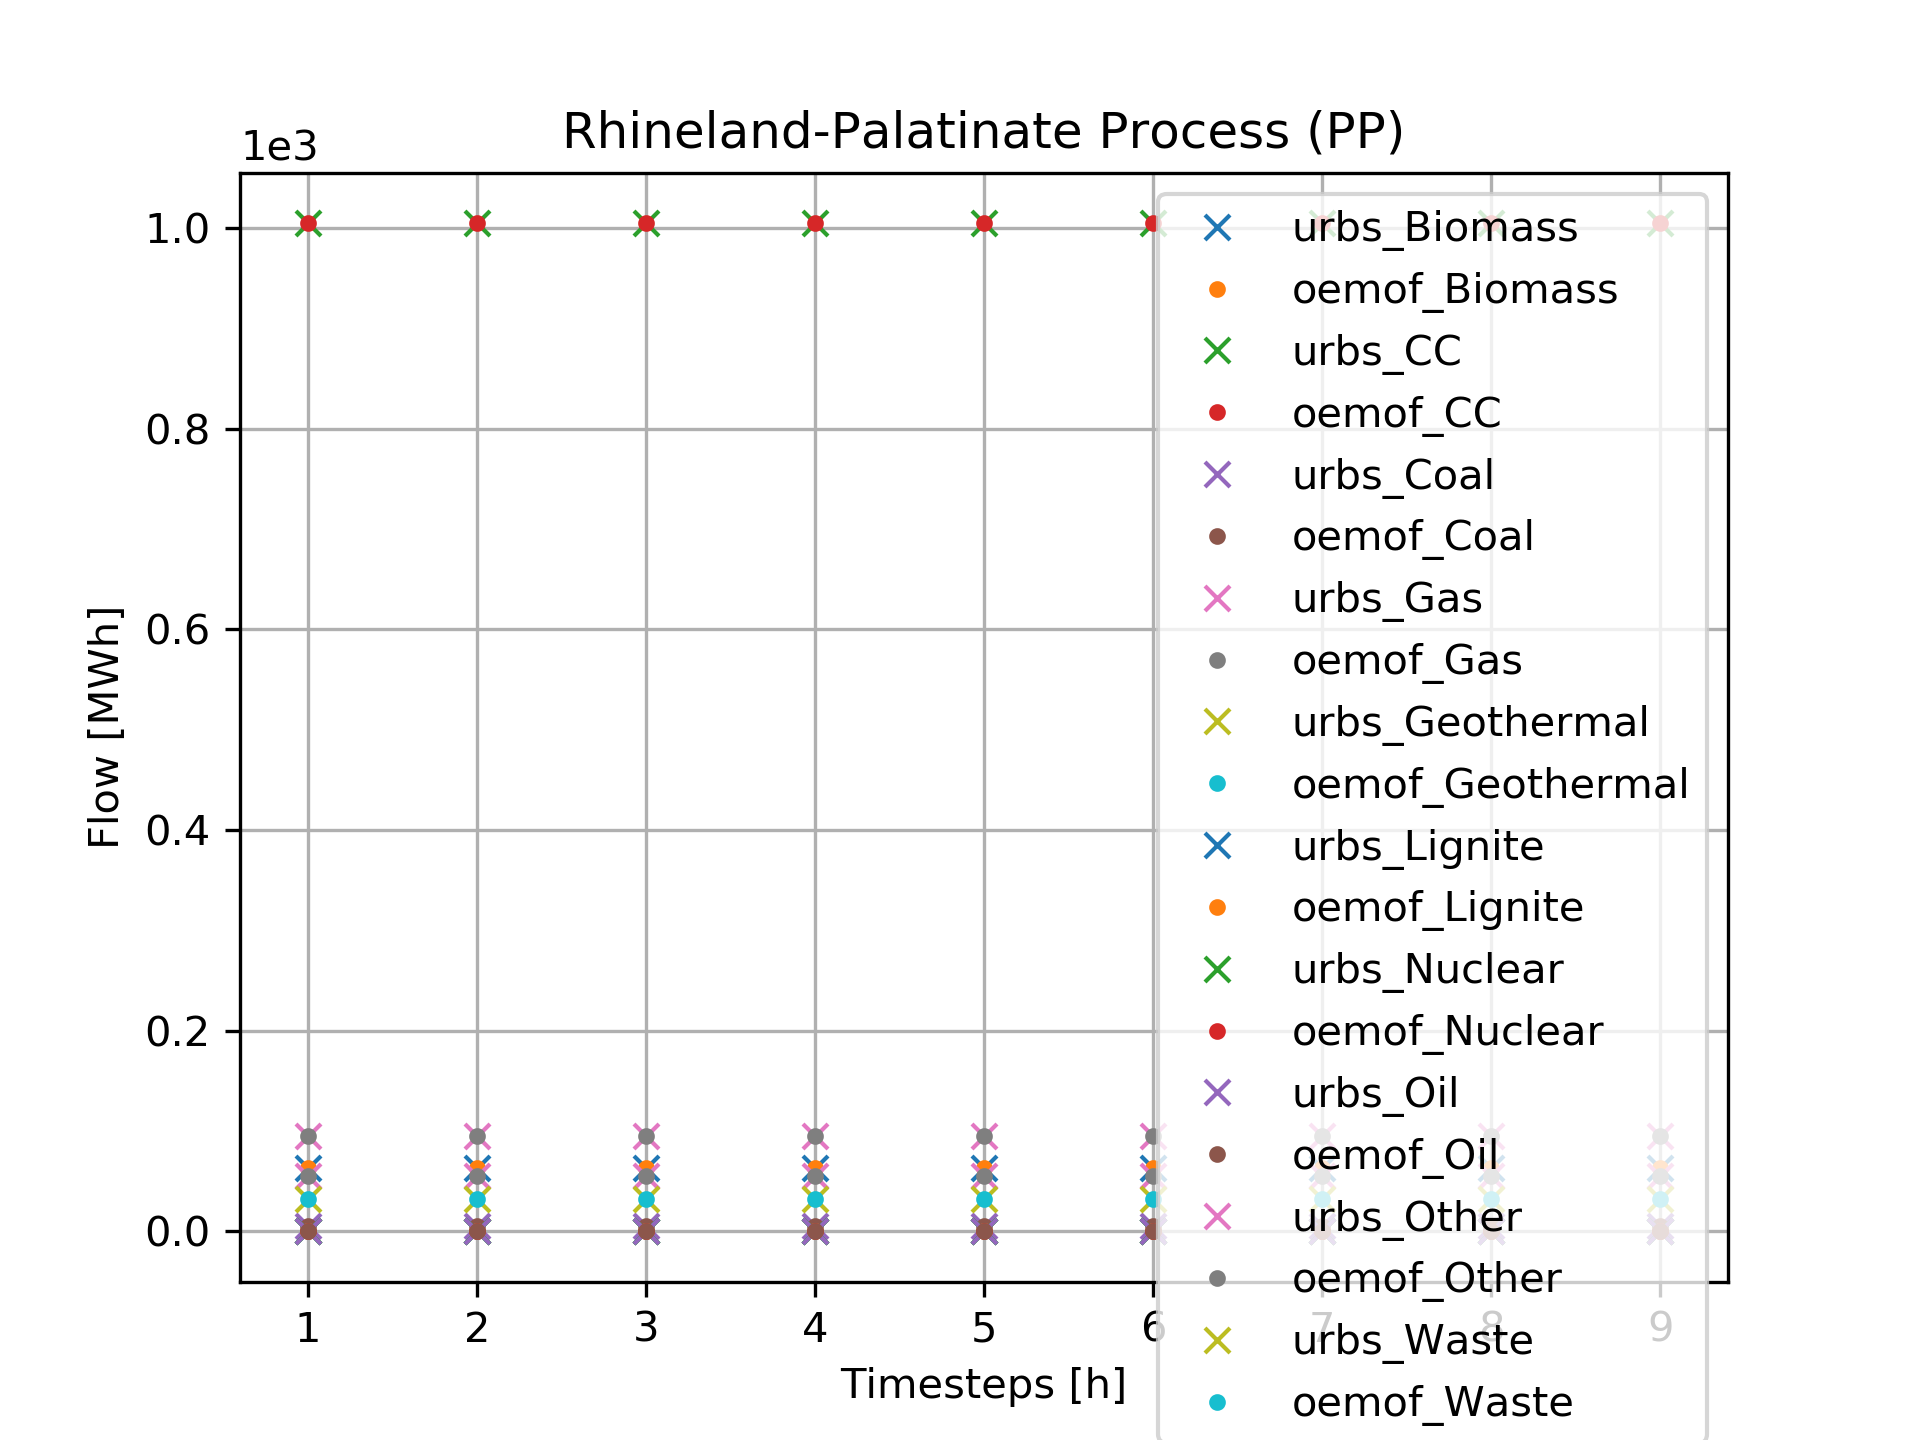 Rhineland-Palatinate Process (PP)
1e3
1.0
0.8
0.6
0.4
0.2
0.0
Flow [MWh]
1 2 3 4 5 6 7 8 9
Timesteps [h]
urbs_Biomass
oemof_Biomass
urbs_CC
oemof_CC
urbs_Coal
oemof_Coal
urbs_Gas
oemof_Gas
urbs_Geothermal
oemof_Geothermal
urbs_Lignite
oemof_Lignite
urbs_Nuclear
oemof_Nuclear
urbs_Oil
oemof_Oil
urbs_Other
oemof_Other
urbs_Waste
oemof_Waste